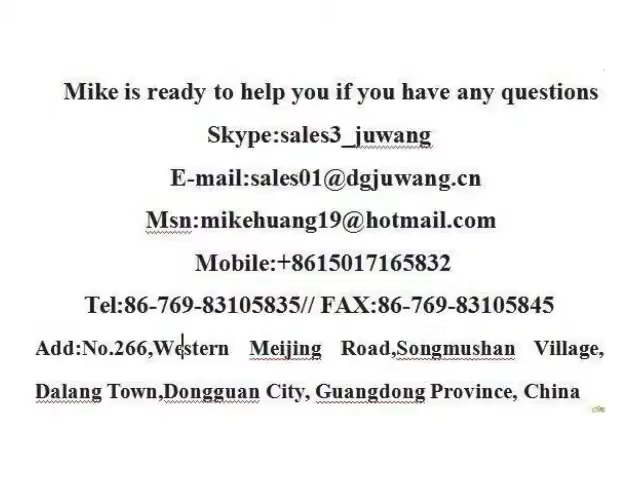 Mike is ready to help you if you have any questions
Skype:sales3_juwang
E-mail:sales01@dgjuwang.cn
Msn:mikehuang19@hotmail.com
Mobile:+8615017165832
Tel:86-769-83105835// FAX:86-769-83105845
Add:No.266,Western Meijing Road,Songmushan Village,
Dalang Town,Dongguan City, Guangdong Province, China